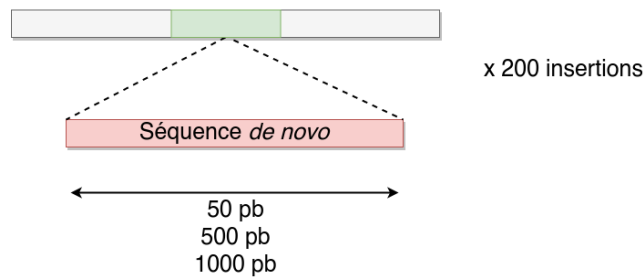 x 200 insertions
Séquence de novo
50 pb
500 pb
1000 pb